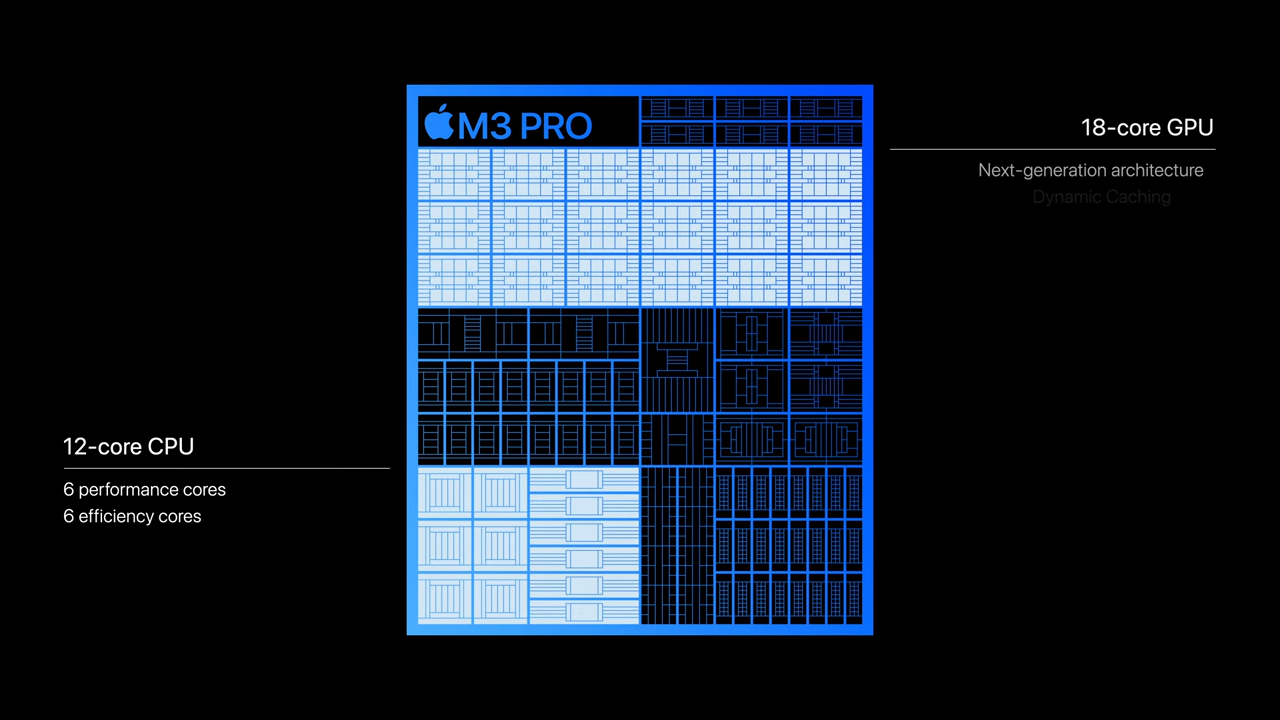 M3 PRO
18-core GPU
Next-generation architecture
Dynamic Caching
12-core CPU
6 performance cores
6 efficiency cores